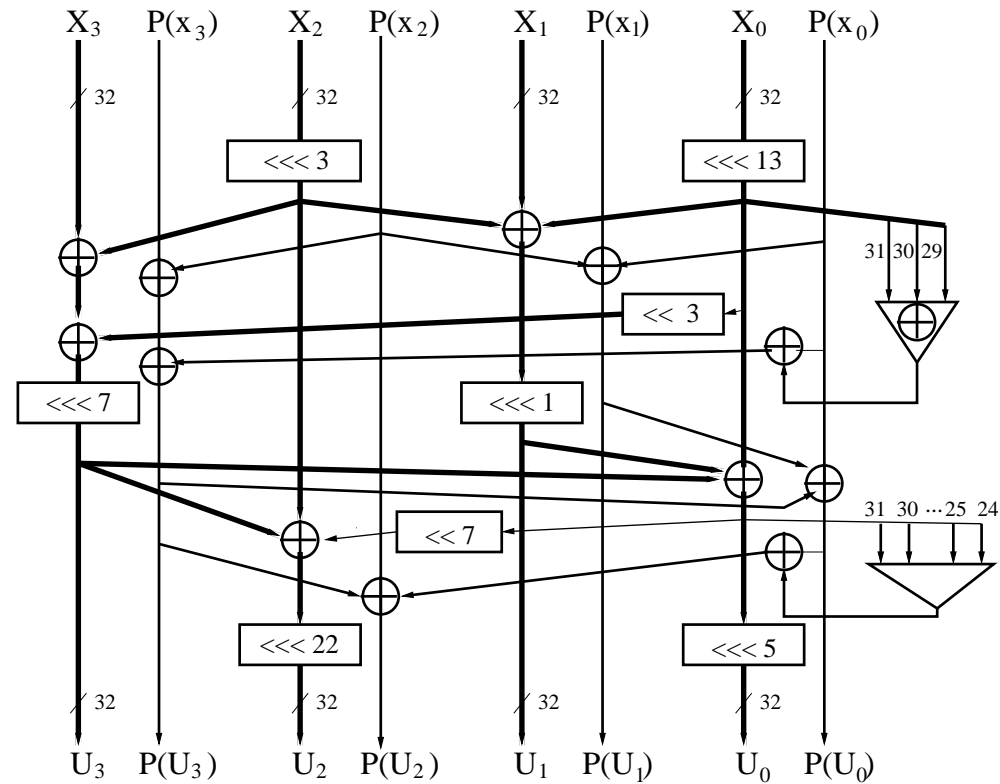 X₃ P(x₃) X₂ P(x₂) X₁ P(x₁) X₀ P(x₀)
32 32 32 32
<<< 3 <<< 13
31 30 29
<< 3
<<< 7 <<< 1
31 30 ...25 24
<< 7
<<< 22 <<< 5
32 32 32 32
U₃ P(U₃) U₂ P(U₂) U₁ P(U₁) U₀ P(U₀)